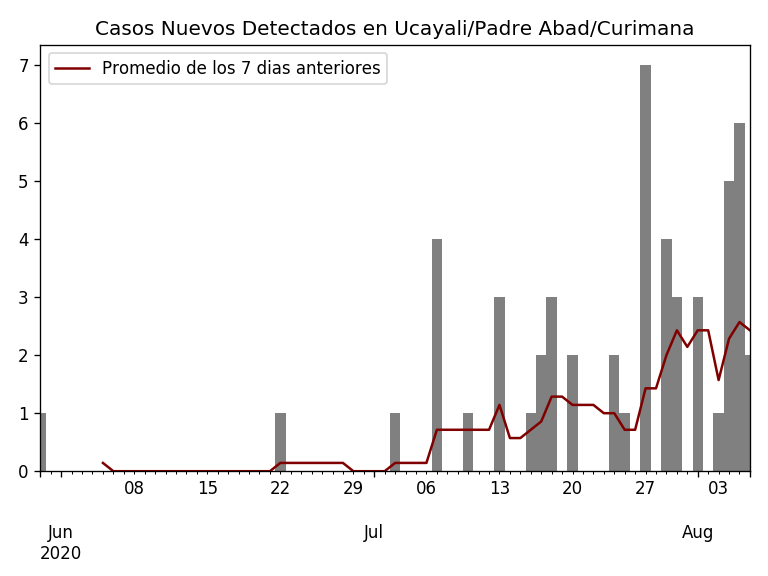 Casos Nuevos Detectados en Ucayali/Padre Abad/Curimana
Promedio de los 7 dias anteriores
7
6
5
4
3
2
1
0
08 15 22 29 06 13 20 27 03
Jun Jul Aug
2020